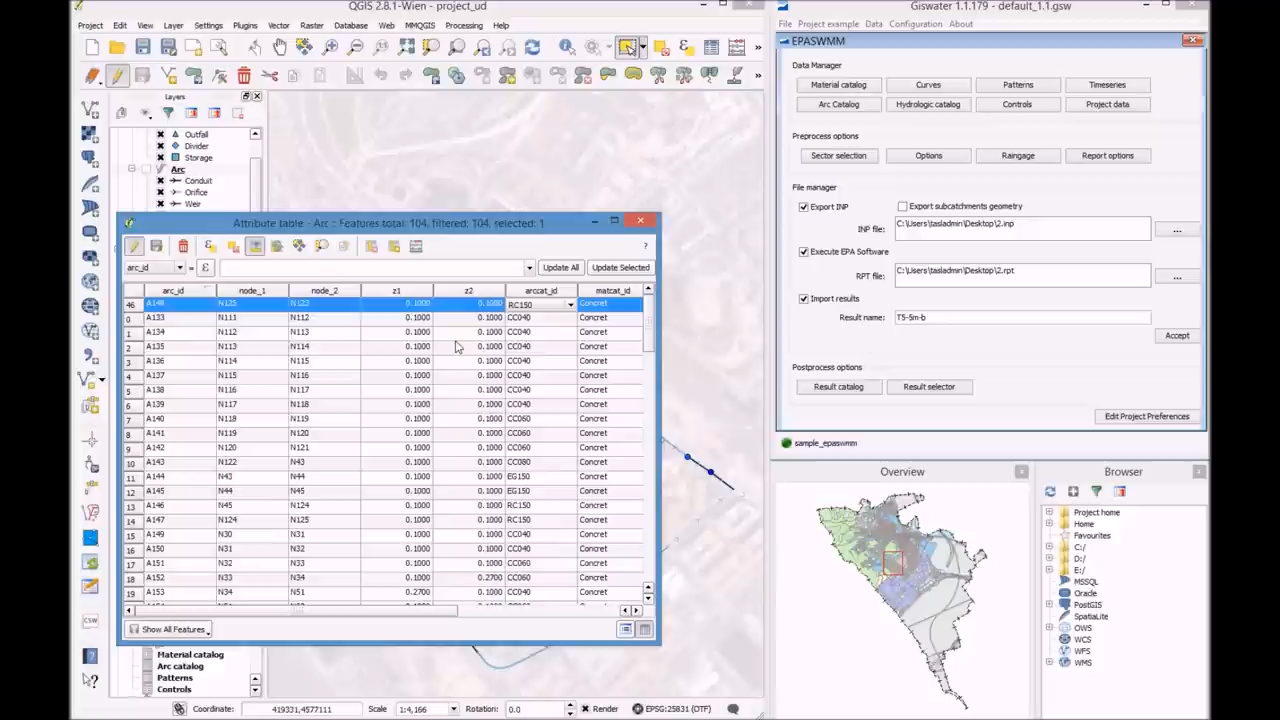 QGIS 2.8.1-Wien - project_ud
Project Edit View Layer Settings Plugins Vector Raster Database Web MMQGIS Processing Help
Layers
Outfall
Divider
Storage
Arc
Conduit
Orifice
Weir
Attribute table - Arc :: Features total: 104, filtered: 104, selected: 1
arc_id = ε Update All Update Selected
arc_id node_1 node_2 z1 z2 arccat_id matcat_id
46 A148 N125 N123 0.1000 0.1000 RC150 Concret
0 A133 N111 N112 0.1000 0.1000 CC040 Concret
1 A134 N112 N113 0.1000 0.1000 CC040 Concret
2 A135 N113 N114 0.1000 0.1000 CC040 Concret
3 A136 N114 N115 0.1000 0.1000 CC040 Concret
4 A137 N115 N116 0.1000 0.1000 CC040 Concret
5 A138 N116 N117 0.1000 0.1000 CC040 Concret
6 A139 N117 N118 0.1000 0.1000 CC040 Concret
7 A140 N118 N119 0.1000 0.1000 CC060 Concret
8 A141 N119 N120 0.1000 0.1000 CC060 Concret
9 A142 N120 N121 0.1000 0.1000 CC060 Concret
10 A143 N122 N43 0.1000 0.1000 CC080 Concret
11 A144 N43 N44 0.1000 0.1000 EG150 Concret
12 A145 N44 N45 0.1000 0.1000 EG150 Concret
13 A146 N45 N124 0.1000 0.1000 RC150 Concret
14 A147 N124 N125 0.1000 0.1000 RC150 Concret
15 A149 N30 N31 0.1000 0.1000 CC040 Concret
16 A150 N31 N32 0.1000 0.1000 CC040 Concret
17 A151 N32 N33 0.1000 0.1000 CC040 Concret
18 A152 N33 N34 0.1000 0.2700 CC060 Concret
19 A153 N34 N51 0.2700 0.1000 CC040 Concret
Show All Features
Material catalog
Arc catalog
Patterns
Controls
Coordinate: 419331,4577111 Scale 1:4,166 Rotation: 0.0 Render EPSG:25831 (OTF)
Giswater 1.1.179 - default_1.1.gsw
File Project example Data Configuration About
EPASWMM
Data Manager
Material catalog Curves Patterns Timeseries
Arc Catalog Hydrologic catalog Controls Project data
Preprocess options
Sector selection Options Raingage Report options
File manager
Export INP Export subcatchments geometry
INP file: C:\Users\tasladmin\Desktop\2.inp ...
Execute EPA Software
RPT file: C:\Users\tasladmin\Desktop\2.rpt ...
Import results
Result name: T5-5m-b
Accept
Postprocess options
Result catalog Result selector
Edit Project Preferences
sample_epaswmm
Overview
Browser
Project home
Home
Favourites
C:/
D:/
E:/
MSSQL
Oracle
PostGIS
SpatiaLite
OWS
WCS
WFS
WMS
CSW